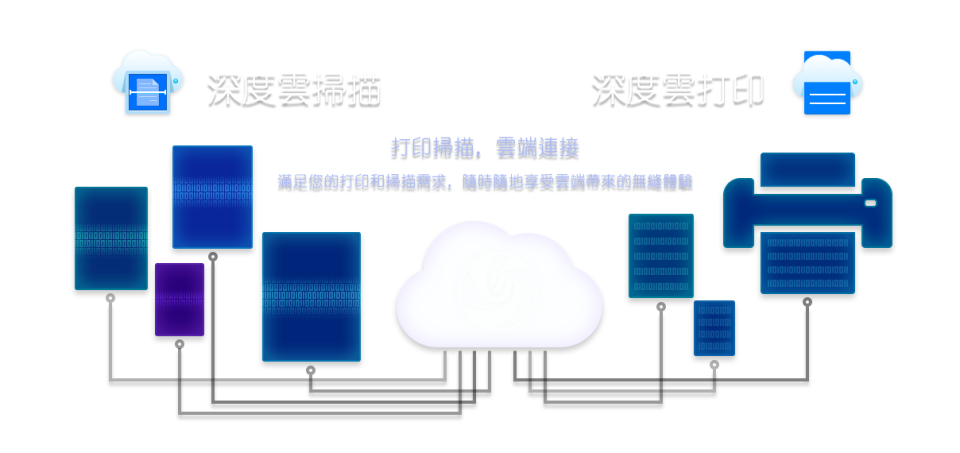 深度雲掃描
深度雲打印
打印掃描，雲端連接
滿足您的打印和掃描需求，隨時隨地享受雲端帶來的無縫體驗